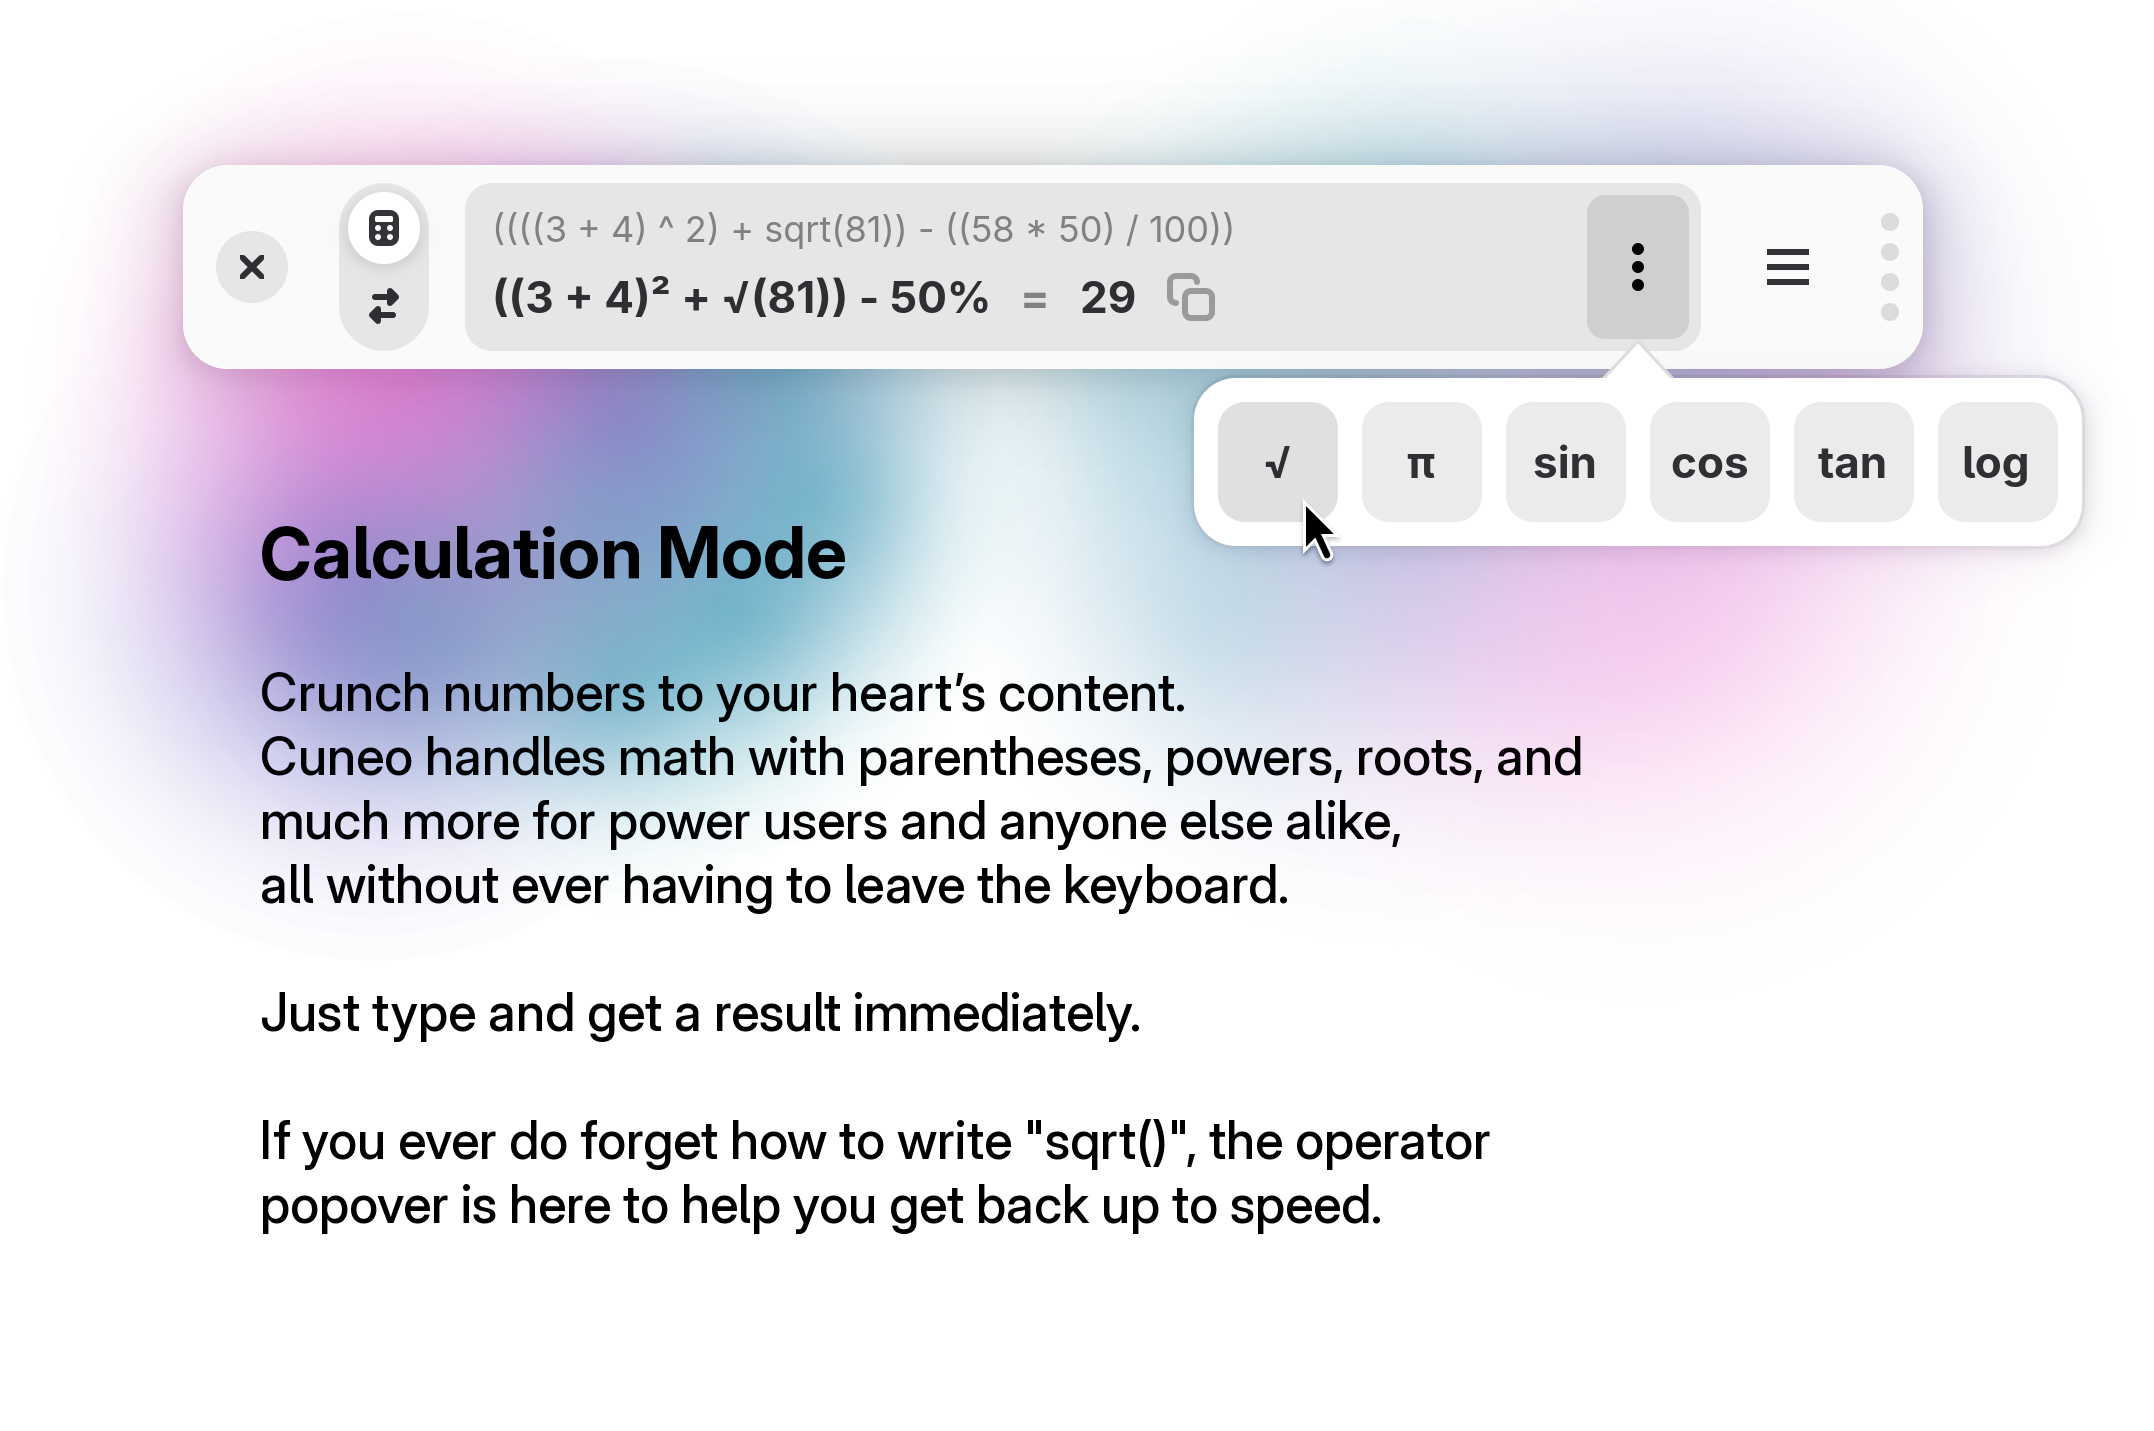 ((((3 + 4) ^ 2) + sqrt(81)) - ((58 * 50) / 100))
((3 + 4)² + √(81)) - 50% = 29
√ π sin cos tan log
Calculation Mode
Crunch numbers to your heart’s content.
Cuneo handles math with parentheses, powers, roots, and
much more for power users and anyone else alike,
all without ever having to leave the keyboard.
Just type and get a result immediately.
If you ever do forget how to write "sqrt()", the operator
popover is here to help you get back up to speed.